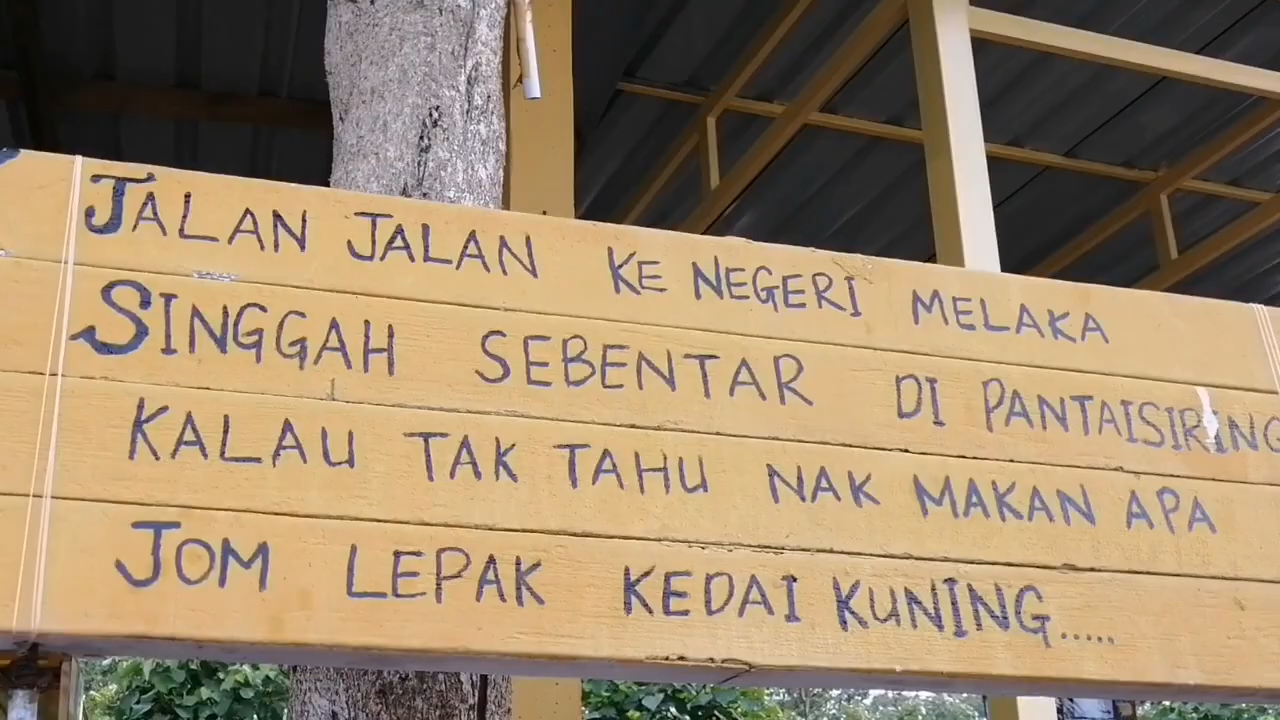 JALAN JALAN KE NEGERI MELAKA
SINGGAH SEBENTAR DI PANTAISIRING
KALAU TAK TAHU NAK MAKAN APA
JOM LEPAK KEDAI KUNING.....